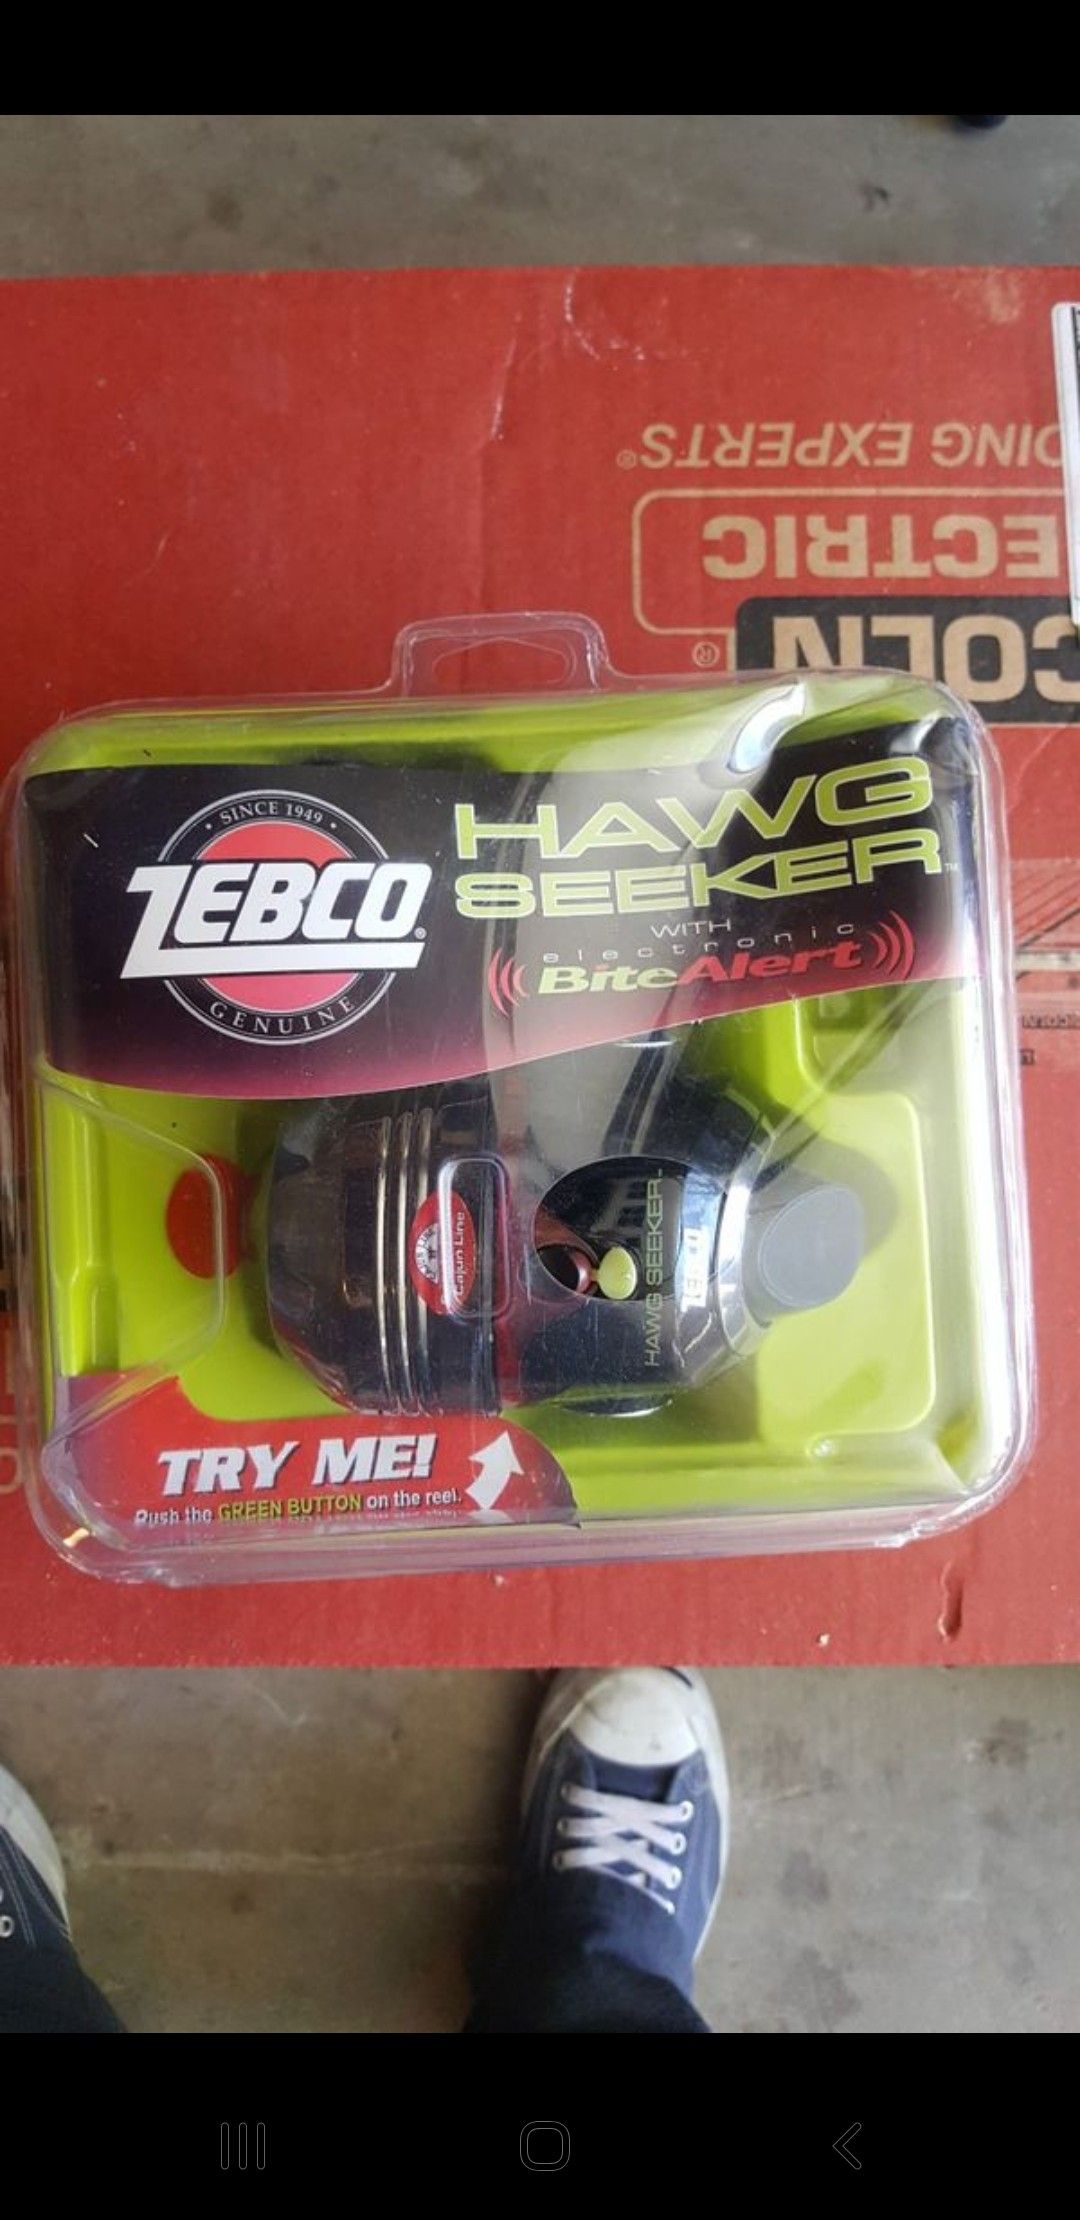 DING EXPERTS®
ECTRIC
COLN®
SINCE 1949
ZEBCO®
GENUINE
HAWG
SEEKER™
WITH
electronic
BiteAlert
Cajun Line
HAWG SEEKER
ZEBCO
TRY ME!
Push the GREEN BUTTON on the reel.